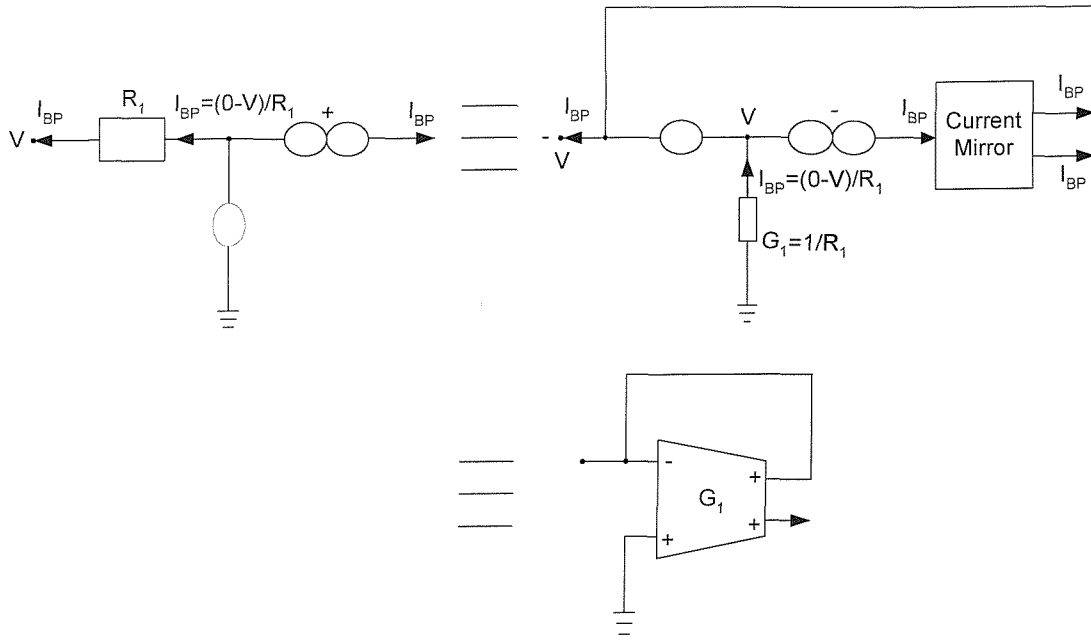 I_BP
R_1
I_BP=(0-V)/R_1
+
I_BP
V
-
I_BP
V
V
-
I_BP
I_BP=(0-V)/R_1
G_1=1/R_1
Current
Mirror
I_BP
I_BP
-
+
G_1
+
+